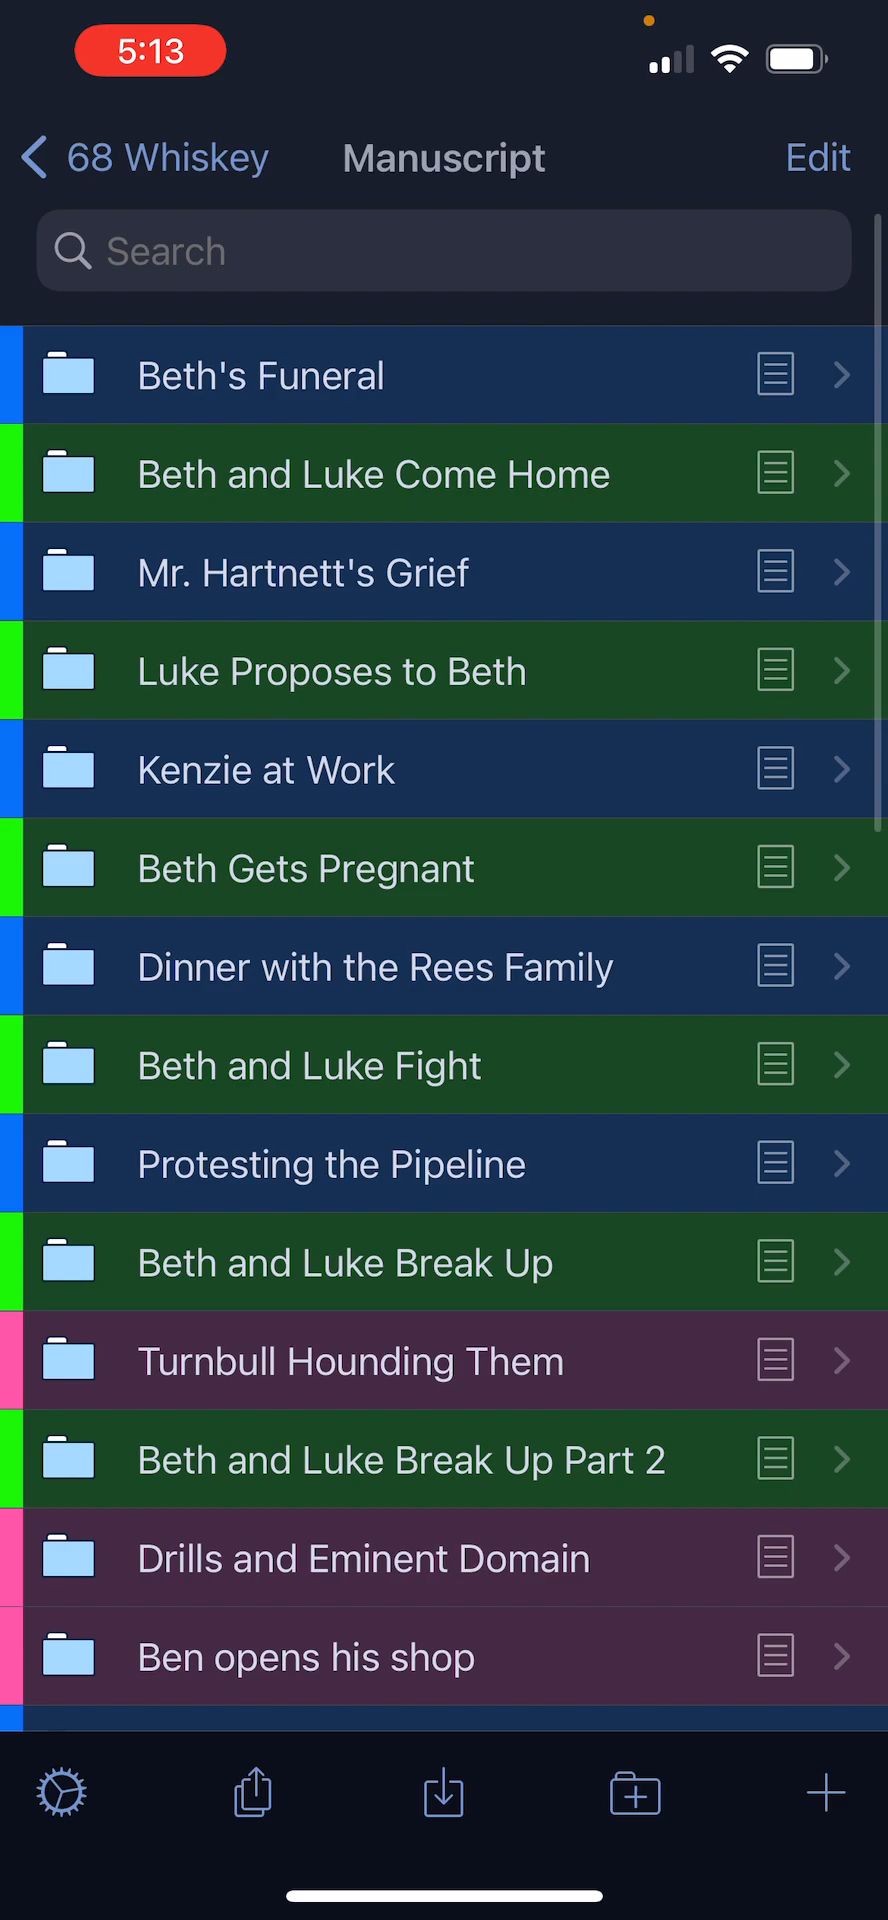 5:13
68 Whiskey
Manuscript
Edit
Search
Beth's Funeral
Beth and Luke Come Home
Mr. Hartnett's Grief
Luke Proposes to Beth
Kenzie at Work
Beth Gets Pregnant
Dinner with the Rees Family
Beth and Luke Fight
Protesting the Pipeline
Beth and Luke Break Up
Turnbull Hounding Them
Beth and Luke Break Up Part 2
Drills and Eminent Domain
Ben opens his shop